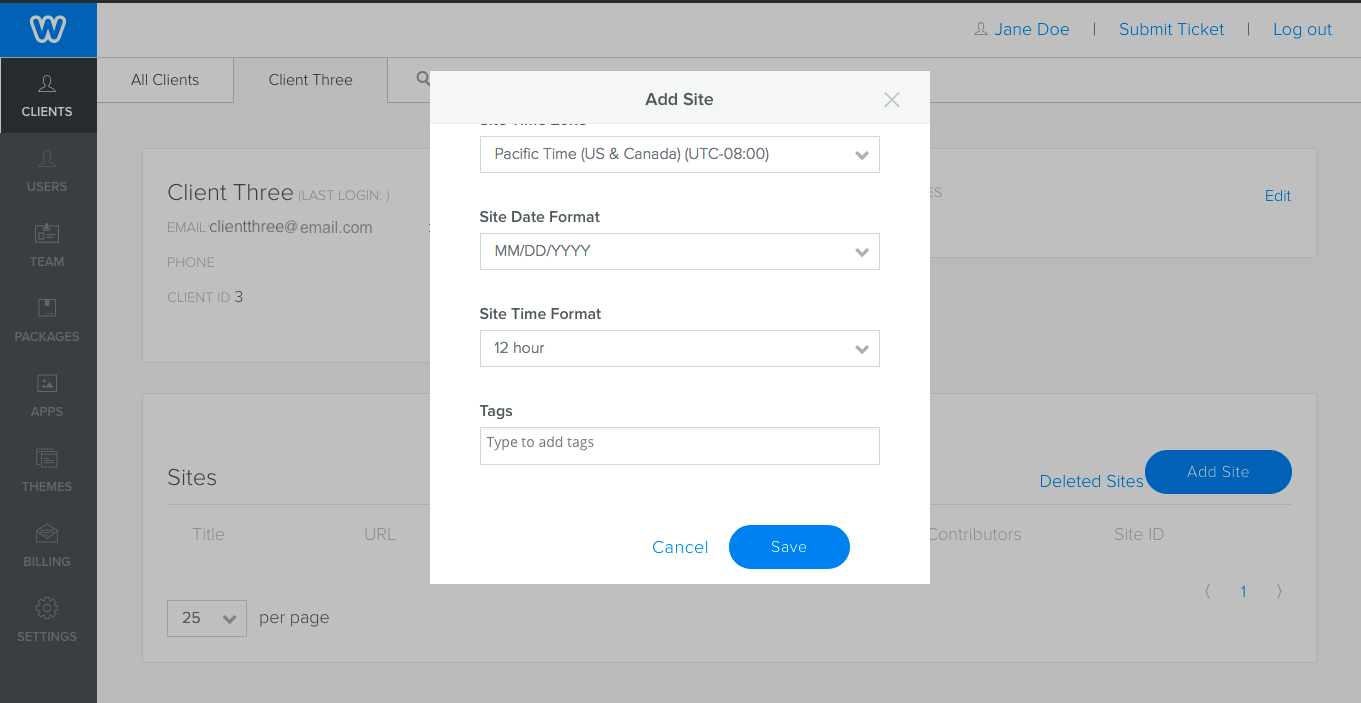 Jane Doe | Submit Ticket | Log out
CLIENTS
USERS
TEAM
PACKAGES
APPS
THEMES
BILLING
SETTINGS
All Clients
Client Three
Client Three (LAST LOGIN: )
EMAIL: clientthree@email.com
PHONE
CLIENT ID 3
Edit
Add Site
Site Time Zone
Pacific Time (US & Canada) (UTC-08:00)
Site Date Format
MM/DD/YYYY
Site Time Format
12 hour
Tags
Type to add tags
Cancel
Save
Sites
Deleted Sites
Add Site
Title
URL
Contributors
Site ID
1
25
per page